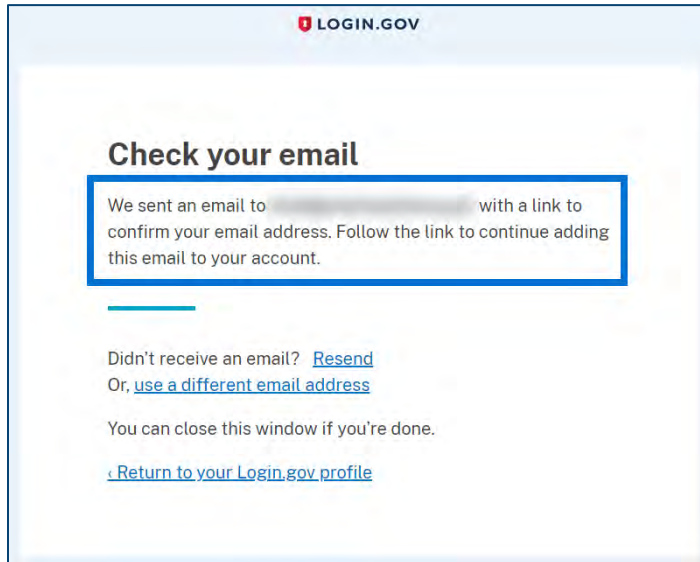 LOGIN.GOV
Check your email
We sent an email to with a link to
confirm your email address. Follow the link to continue adding
this email to your account.
Didn’t receive an email? Resend
Or, use a different email address
You can close this window if you’re done.
‹ Return to your Login.gov profile